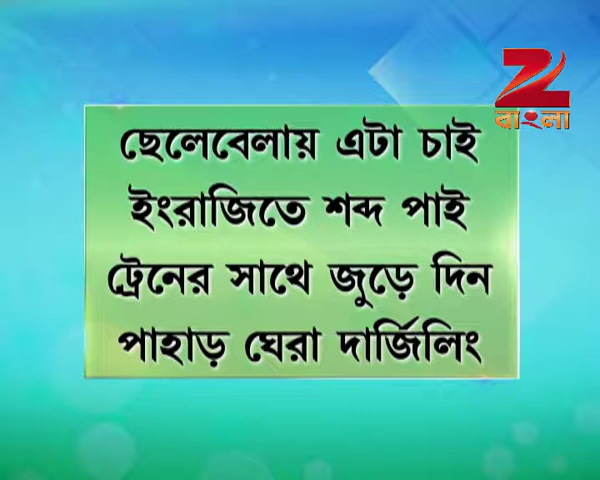 Z
বাংলা
ছেলেবেলায় এটা চাই
ইংরাজিতে শব্দ পাই
ট্রেনের সাথে জুড়ে দিন
পাহাড় ঘেরা দার্জিলিং